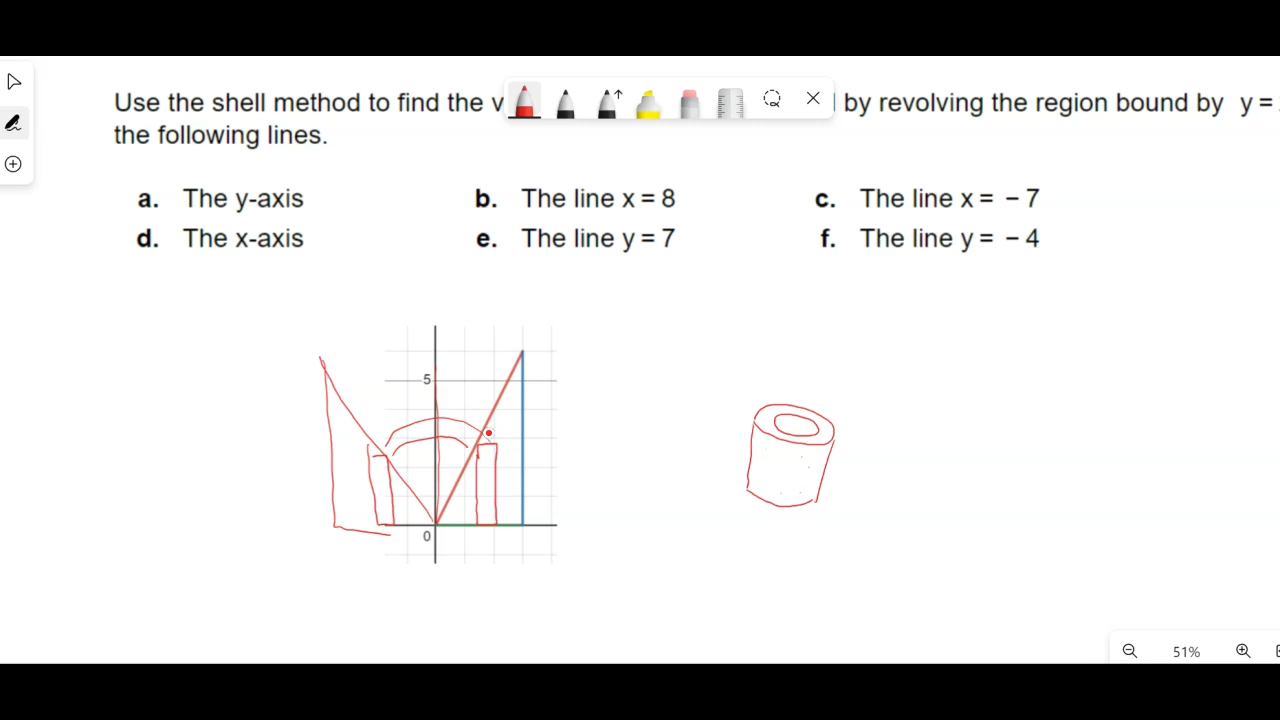 Use the shell method to find the v by revolving the region bound by y =
the following lines.
a. The y-axis b. The line x = 8 c. The line x = − 7
d. The x-axis e. The line y = 7 f. The line y = − 4
5
0
51%